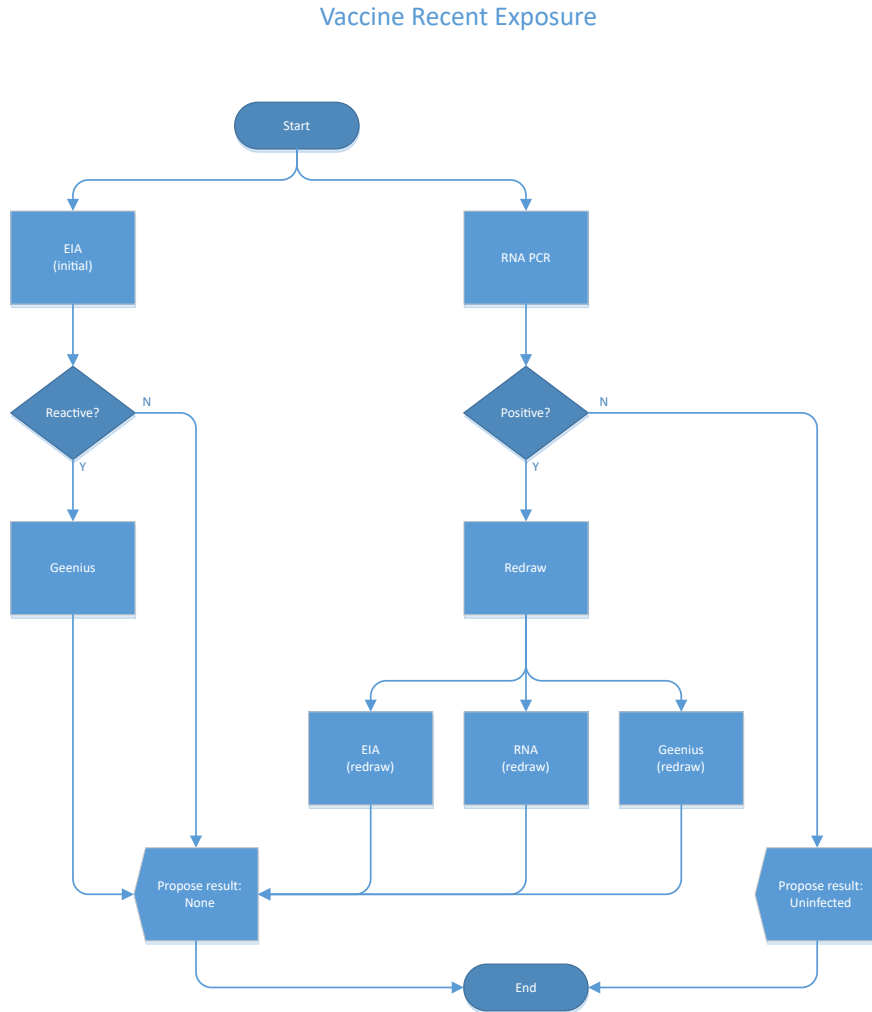 Vaccine Recent Exposure
Start
EIA
(initial)
RNA PCR
Reactive?
N
Y
Positive?
N
Y
Geenius
Redraw
EIA
(redraw)
RNA
(redraw)
Geenius
(redraw)
Propose result:
None
Propose result:
Uninfected
End